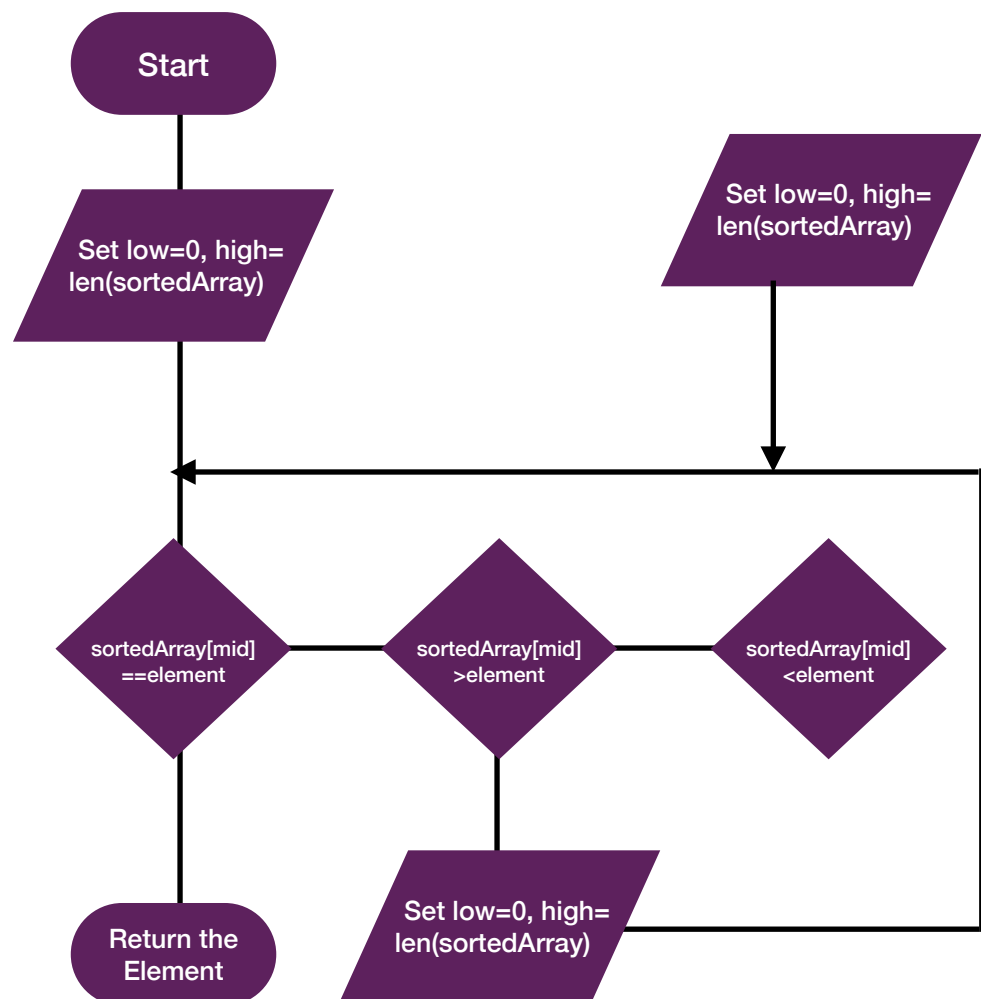 Start
Set low=0, high=
len(sortedArray)
Set low=0, high=
len(sortedArray)
sortedArray[mid]
==element
sortedArray[mid]
>element
sortedArray[mid]
<element
Return the
Element
Set low=0, high=
len(sortedArray)